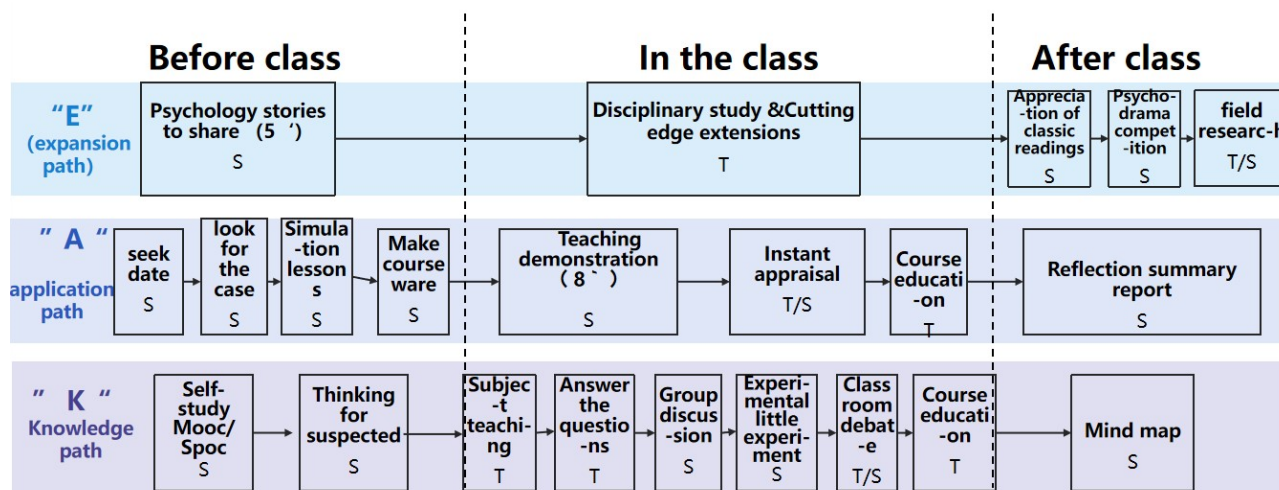 Before class
In the class
After class
“E”
(expansion
path)
Psychology stories
to share （5‘）
S
Disciplinary study &Cutting
edge extensions
T
Apprecia
-tion of
classic
readings
S
Psycho-
drama
compet
-ition
S
field
researc-h
T/S
” A “
application
path
seek
date
S
look
for
the
case
S
Simula
-tion
lesson
s
S
Make
course
ware
S
Teaching
demonstration
（8`）
S
Instant
appraisal
T/S
Course
educati
-on
T
Reflection summary
report
S
” K “
Knowledge
path
Self-
study
Mooc/
Spoc
S
Thinking
for
suspected
S
Subjec
-t
teachi-
ng
T
Answer
the
questio-
ns
T
Group
discus
-sion
S
Experi-
mental
little
experi-
ment
S
Class
room
debat
-e
T/S
Course
educati
-on
T
Mind map
S